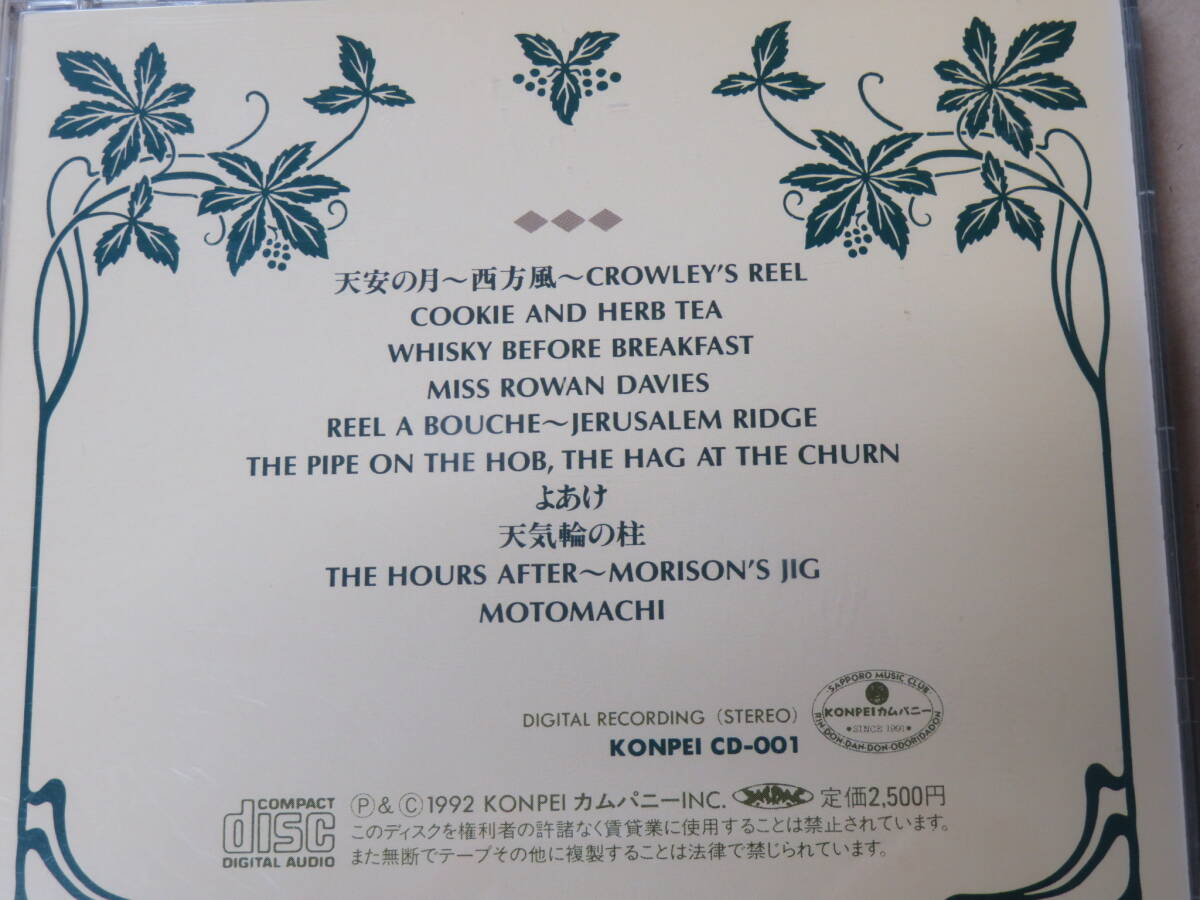 天安の月〜西方風〜CROWLEY'S REEL
COOKIE AND HERB TEA
WHISKY BEFORE BREAKFAST
MISS ROWAN DAVIES
REEL A BOUCHE〜JERUSALEM RIDGE
THE PIPE ON THE HOB, THE HAG AT THE CHURN
よあけ
天気輪の柱
THE HOURS AFTER〜MORISON'S JIG
MOTOMACHI
SAPPORO MUSIC CLUB
KONPEIカムパニー
SINCE 1991
RIN-DON-DAH-DON-ODORIDADON
DIGITAL RECORDING (STEREO)
KONPEI CD-001
COMPACT
disc
DIGITAL AUDIO
Ⓟ&Ⓒ1992 KONPEI カムパニーINC. 定価2,500円
このディスクを権利者の許諾なく賃貸業に使用することは禁止されています。
また無断でテープその他に複製することは法律で禁じられています。